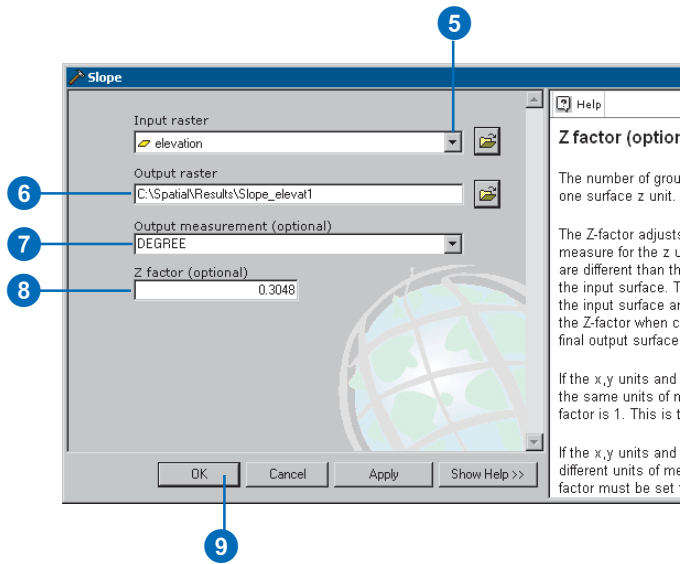 5
Slope
Input raster
elevation
Output raster
6
C:\Spatial\Results\Slope_elevat1
Output measurement (optional)
7
DEGREE
Z factor (optional)
8
0.3048
OK
Cancel
Apply
Show Help >>
9
Help
Z factor (option
The number of grou
one surface z unit.
The Z-factor adjusts
measure for the z u
are different than th
the input surface. T
the input surface ar
the Z-factor when c
final output surface
If the x,y units and
the same units of m
factor is 1. This is t
If the x,y units and
different units of me
factor must be set